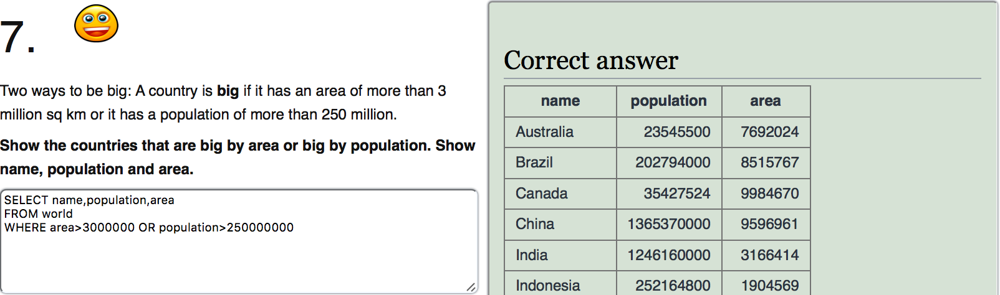 7.
Two ways to be big: A country is big if it has an area of more than 3
million sq km or it has a population of more than 250 million.
Show the countries that are big by area or big by population. Show
name, population and area.
SELECT name,population,area
FROM world
WHERE area>3000000 OR population>250000000
Correct answer
name population area
Australia 23545500 7692024
Brazil 202794000 8515767
Canada 35427524 9984670
China 1365370000 9596961
India 1246160000 3166414
Indonesia 252164800 1904569